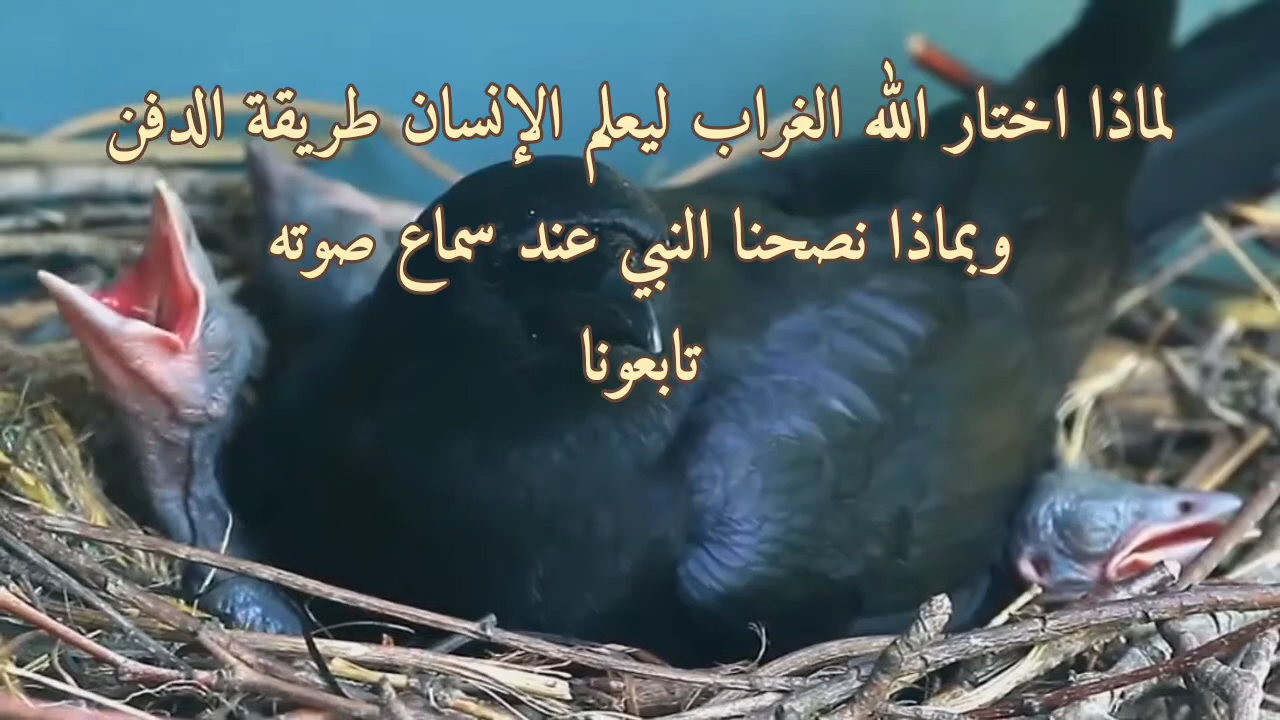 لماذا اختار الله الغراب ليعلم الإنسان طريقة الدفن
وبماذا نصحنا النبي عند سماع صوته
تابعونا